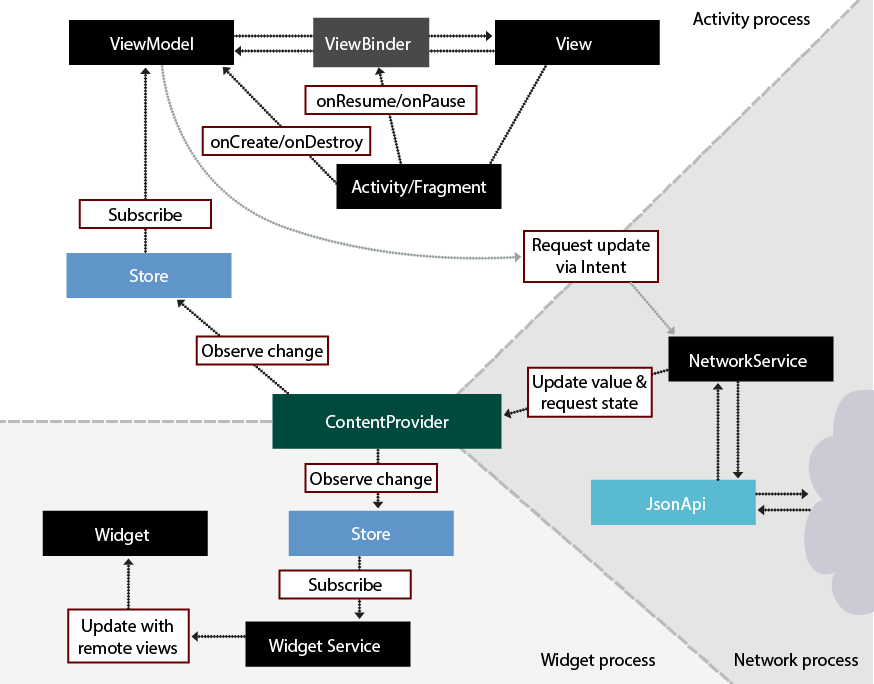 Activity process
ViewModel
ViewBinder
View
onResume/onPause
onCreate/onDestroy
Activity/Fragment
Subscribe
Request update
via Intent
Store
Observe change
NetworkService
Update value &
request state
ContentProvider
Observe change
JsonApi
Widget
Store
Subscribe
Update with
remote views
Widget Service
Widget process
Network process